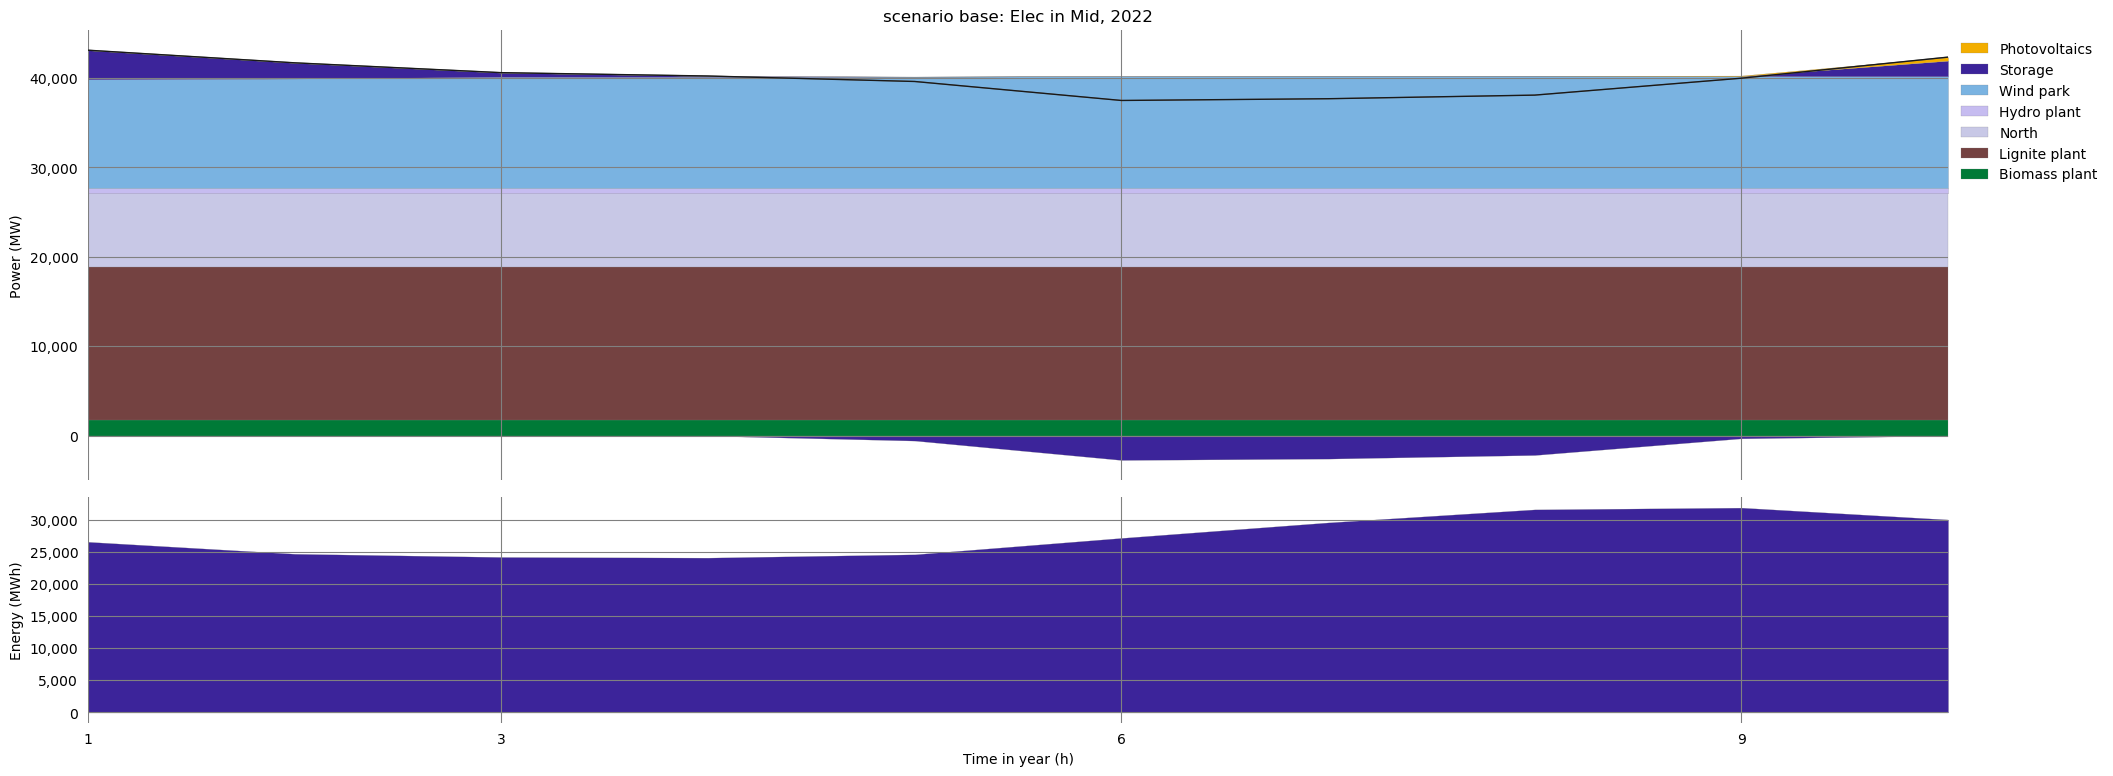 scenario base: Elec in Mid, 2022
Power (MW)
40,000
30,000
20,000
10,000
0
Photovoltaics
Storage
Wind park
Hydro plant
North
Lignite plant
Biomass plant
Energy (MWh)
30,000
25,000
20,000
15,000
10,000
5,000
0
1 3 6 9
Time in year (h)